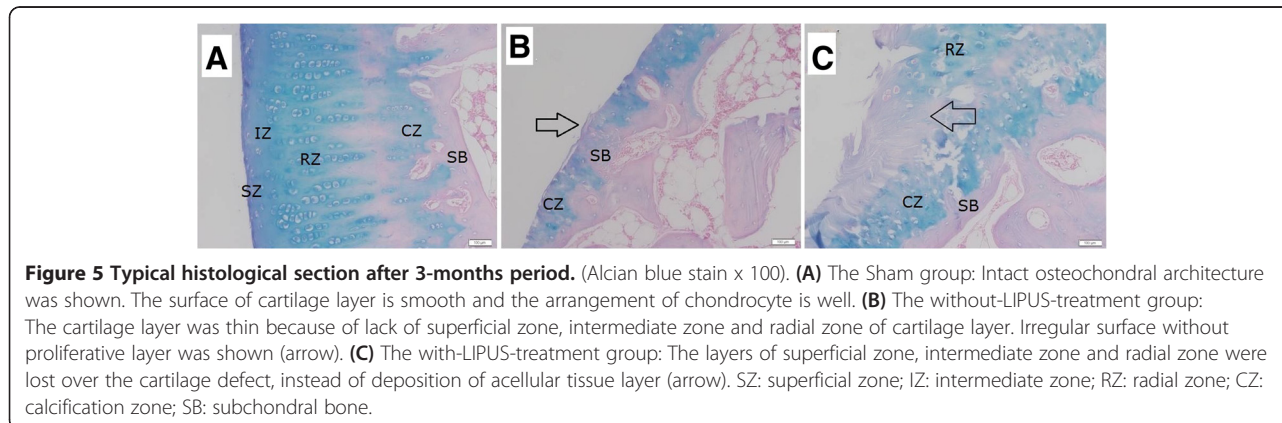 A
IZ
RZ
SZ
CZ
SB
100 µm
B
SB
CZ
100 µm
C
RZ
CZ
SB
100 µm
Figure 5 Typical histological section after 3-months period. (Alcian blue stain x 100). (A) The Sham group: Intact osteochondral architecture
was shown. The surface of cartilage layer is smooth and the arrangement of chondrocyte is well. (B) The without-LIPUS-treatment group:
The cartilage layer was thin because of lack of superficial zone, intermediate zone and radial zone of cartilage layer. Irregular surface without
proliferative layer was shown (arrow). (C) The with-LIPUS-treatment group: The layers of superficial zone, intermediate zone and radial zone were
lost over the cartilage defect, instead of deposition of acellular tissue layer (arrow). SZ: superficial zone; IZ: intermediate zone; RZ: radial zone; CZ:
calcification zone; SB: subchondral bone.